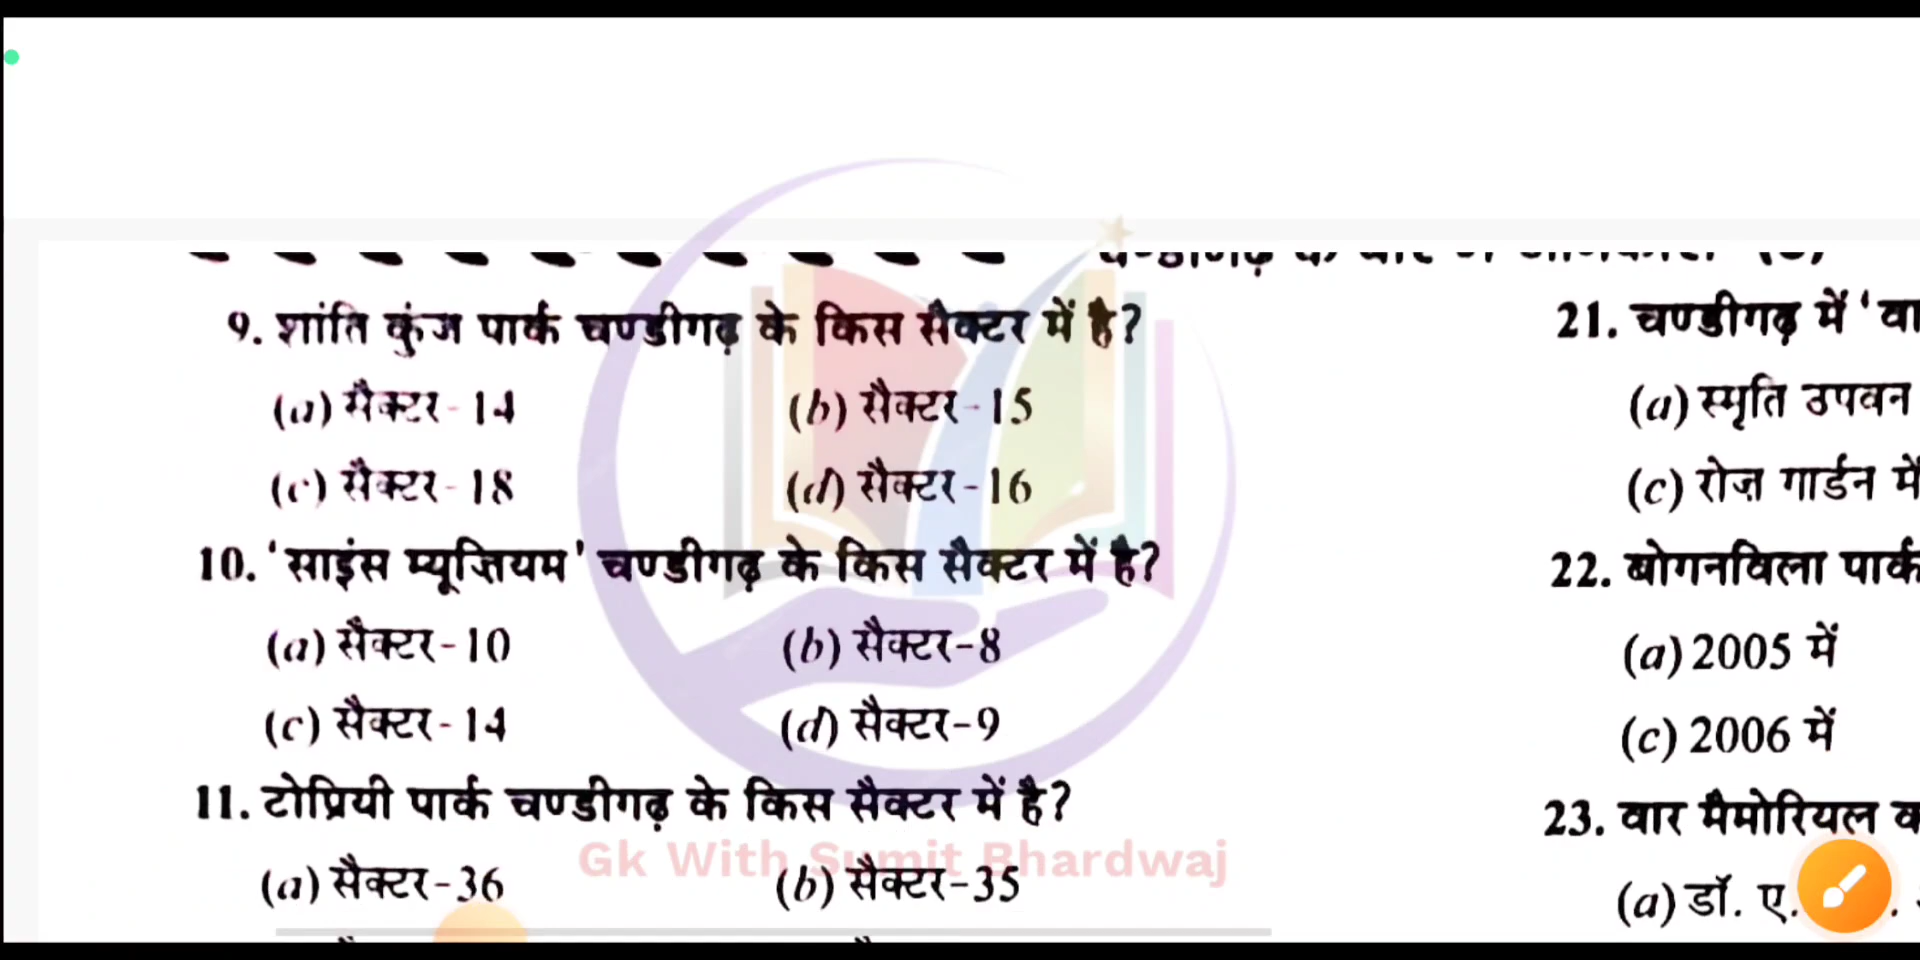 9. शांति कुंज पार्क चण्डीगढ़ के किस सैक्टर में है?
(a) सैक्टर-14 (b) सैक्टर-15
(c) सैक्टर-18 (d) सैक्टर-16
10. 'साइंस म्यूज़ियम' चण्डीगढ़ के किस सैक्टर में है?
(a) सैक्टर-10 (b) सैक्टर-8
(c) सैक्टर-14 (d) सैक्टर-9
11. टोप्रियी पार्क चण्डीगढ़ के किस सैक्टर में है?
Gk With Sumit Bhardwaj
(a) सैक्टर-36 (b) सैक्टर-35
21. चण्डीगढ़ में 'वा
(a) स्मृति उपवन
(c) रोज़ गार्डन में
22. बोगनविला पार्क
(a) 2005 में
(c) 2006 में
23. वार मैमोरियल
(a) डॉ. ए.